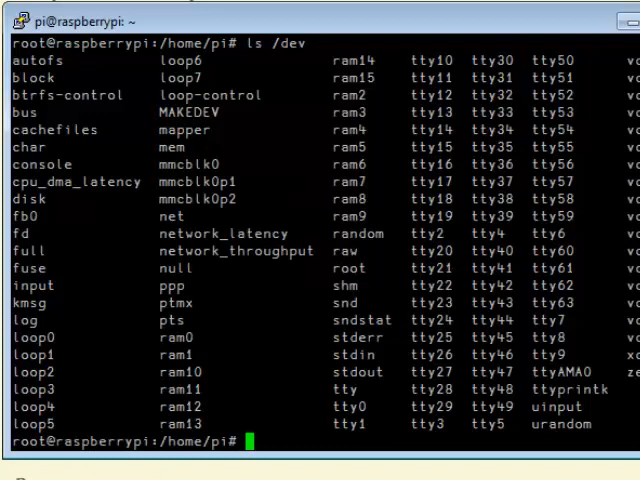 pi@raspberrypi: ~
root@raspberrypi:/home/pi# ls /dev
autofs loop6 ram14 tty10 tty30 tty50
block loop7 ram15 tty11 tty31 tty51
btrfs-control loop-control ram2 tty12 tty32 tty52
bus MAKEDEV ram3 tty13 tty33 tty53
cachefiles mapper ram4 tty14 tty34 tty54
char mem ram5 tty15 tty35 tty55
console mmcblk0 ram6 tty16 tty36 tty56
cpu_dma_latency mmcblk0p1 ram7 tty17 tty37 tty57
disk mmcblk0p2 ram8 tty18 tty38 tty58
fb0 net ram9 tty19 tty39 tty59
fd network_latency random tty2 tty4 tty6
full network_throughput raw tty20 tty40 tty60
fuse null root tty21 tty41 tty61
input ppp shm tty22 tty42 tty62
kmsg ptmx snd tty23 tty43 tty63
log pts sndstat tty24 tty44 tty7
loop0 ram0 stderr tty25 tty45 tty8
loop1 ram1 stdin tty26 tty46 tty9
loop2 ram10 stdout tty27 tty47 ttyAMA0
loop3 ram11 tty tty28 tty48 ttyprintk
loop4 ram12 tty0 tty29 tty49 uinput
loop5 ram13 tty1 tty3 tty5 urandom
root@raspberrypi:/home/pi#